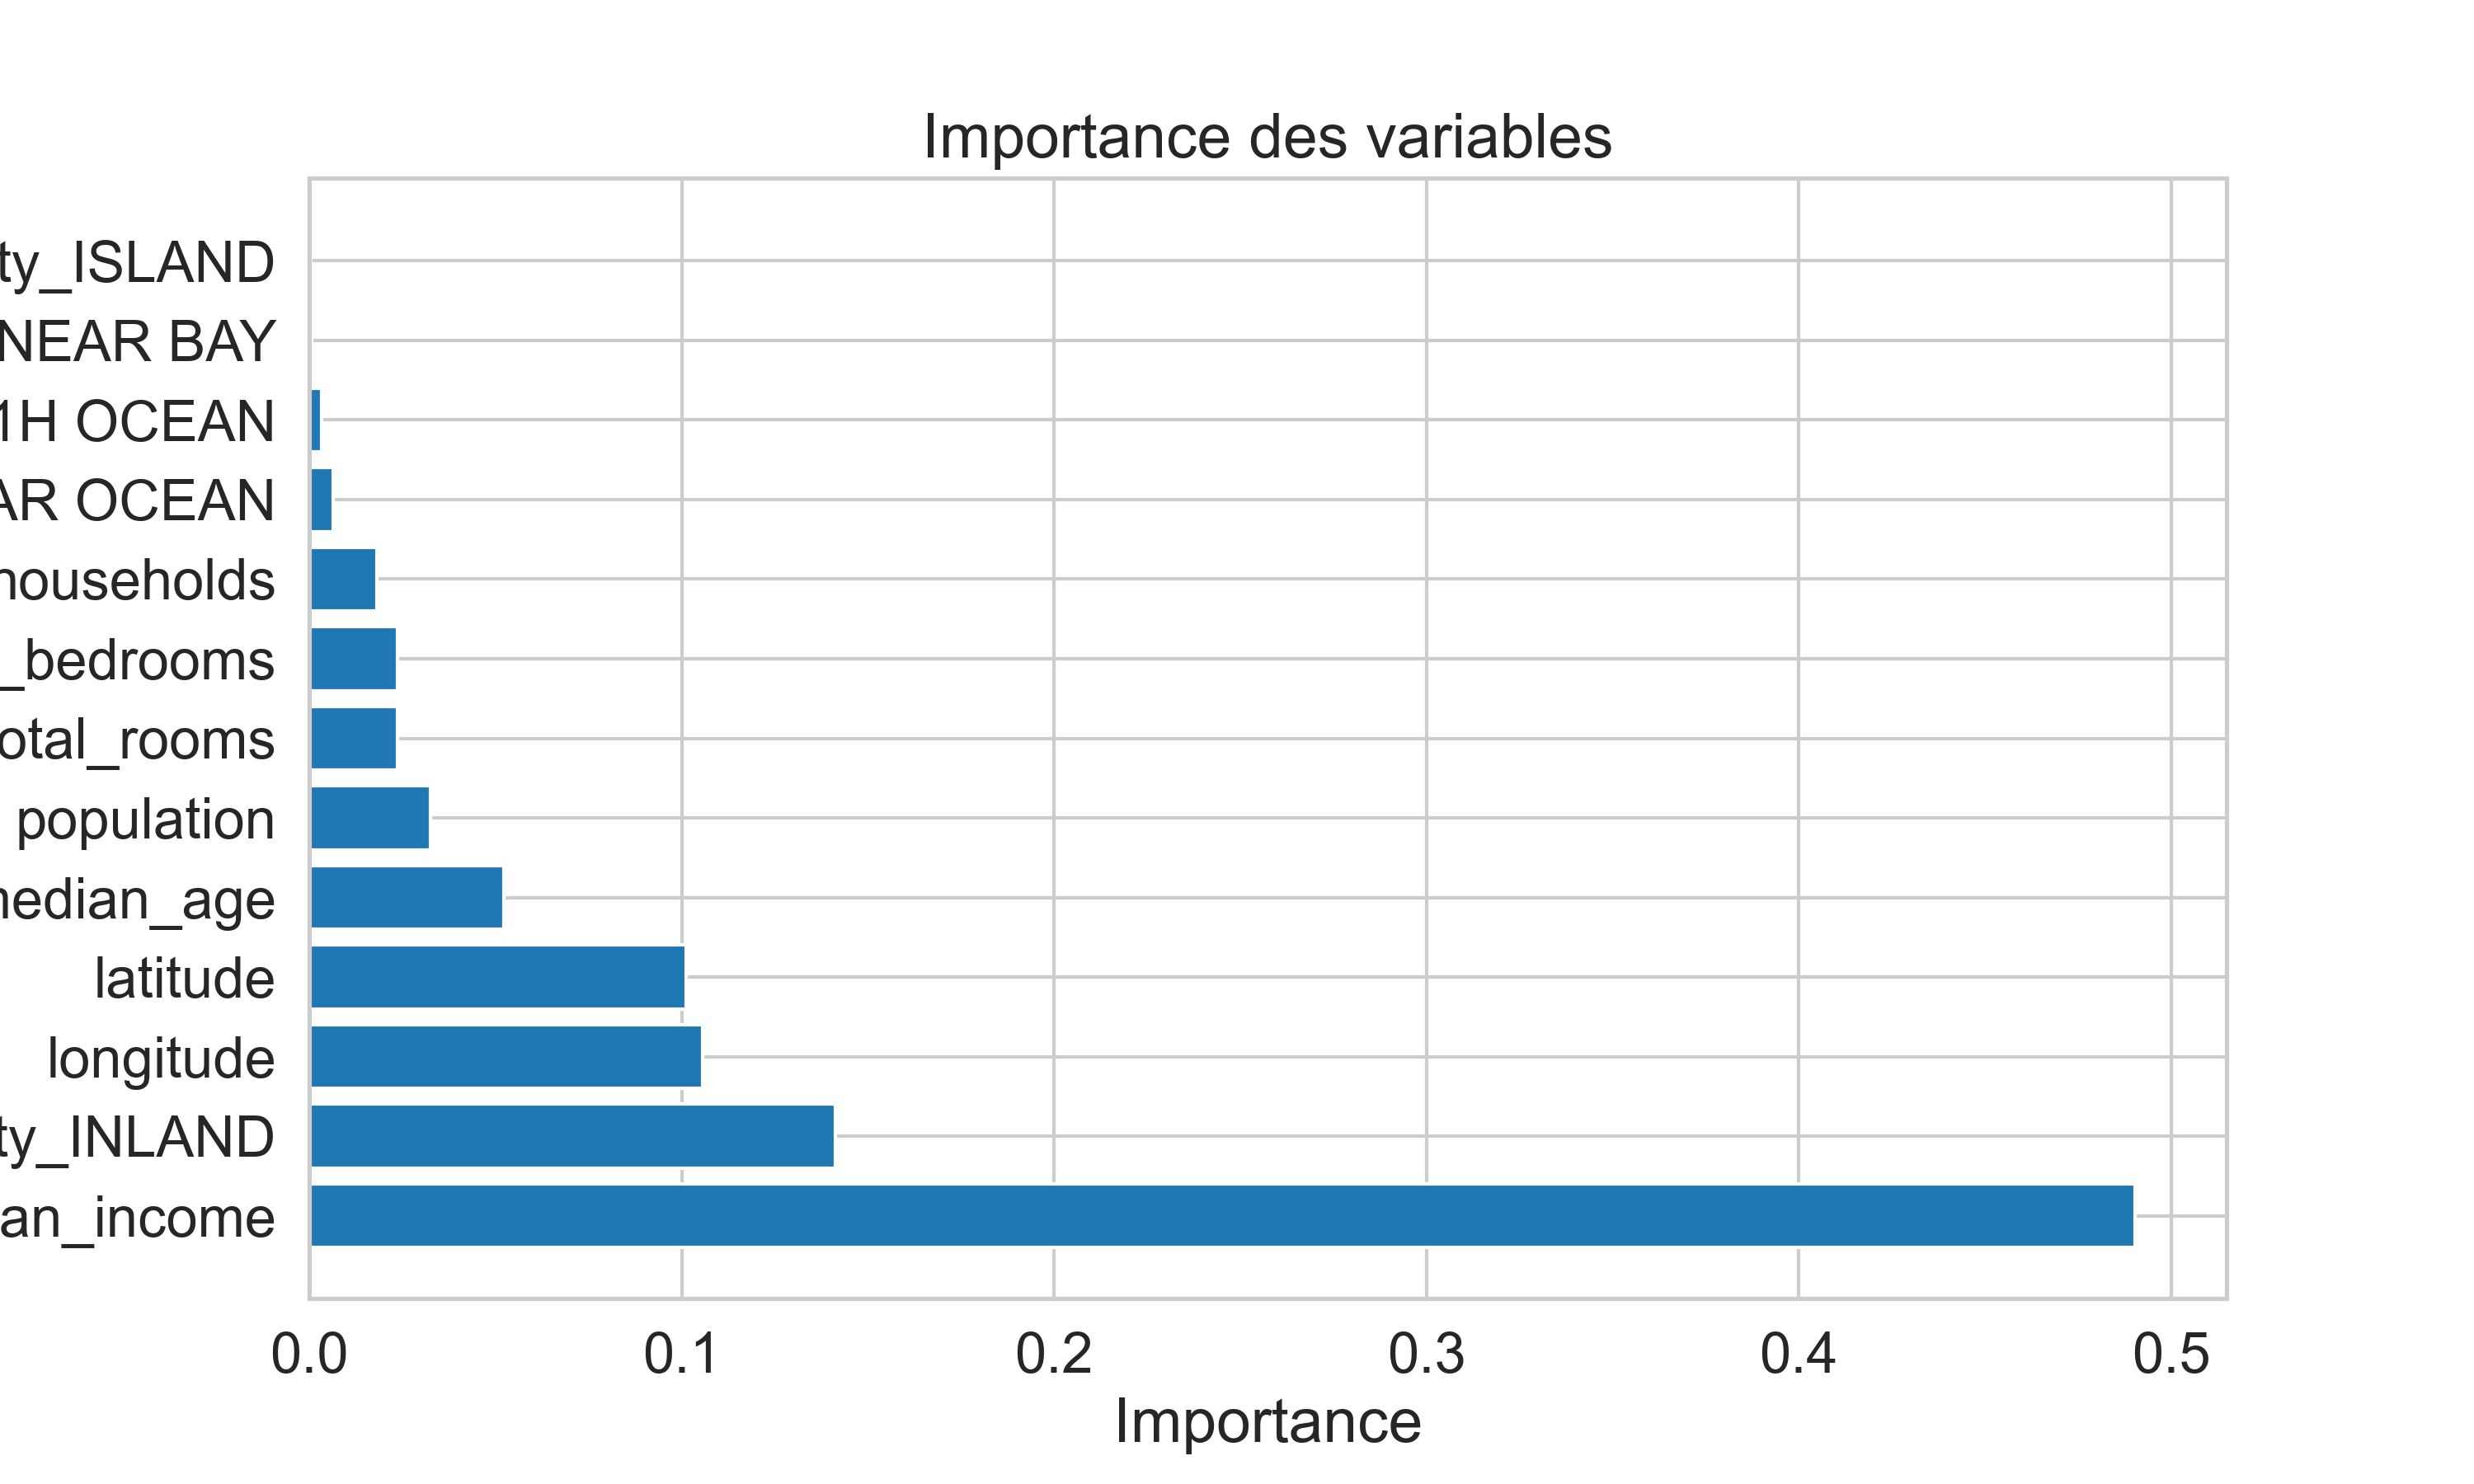 Importance des variables
ty_ISLAND
NEAR BAY
1H OCEAN
AR OCEAN
households
_bedrooms
otal_rooms
population
median_age
latitude
longitude
ty_INLAND
an_income
0.0 0.1 0.2 0.3 0.4 0.5
Importance